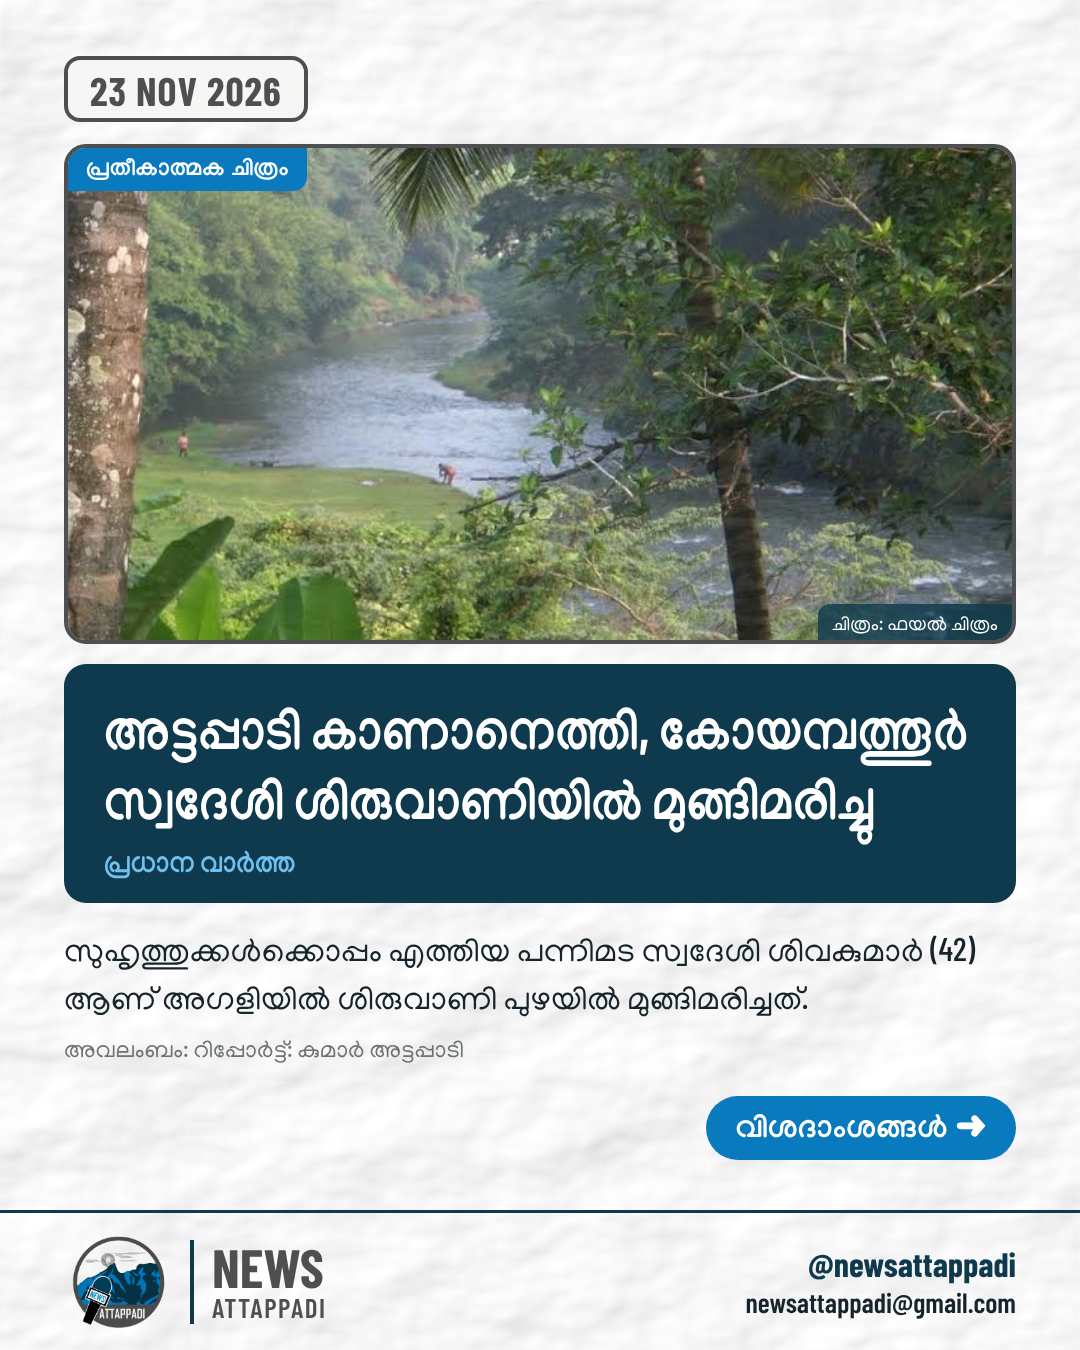 23 NOV 2026
പ്രതീകാത്മക ചിത്രം
ചിത്രം: ഫയൽ ചിത്രം
അട്ടപ്പാടി കാണാനെത്തി, കോയമ്പത്തൂർ
സ്വദേശി ശിരുവാണിയിൽ മുങ്ങിമരിച്ചു
പ്രധാന വാർത്ത
സുഹൃത്തുക്കൾക്കൊപ്പം എത്തിയ പന്നിമട സ്വദേശി ശിവകുമാർ (42)
ആണ് അഗളിയിൽ ശിരുവാണി പുഴയിൽ മുങ്ങിമരിച്ചത്.
അവലംബം: റിപ്പോർട്ട്: കുമാർ അട്ടപ്പാടി
വിശദാംശങ്ങൾ ➜
NEWS
ATTAPPADI
NEWS
ATTAPPADI
@newsattappadi
newsattappadi@gmail.com